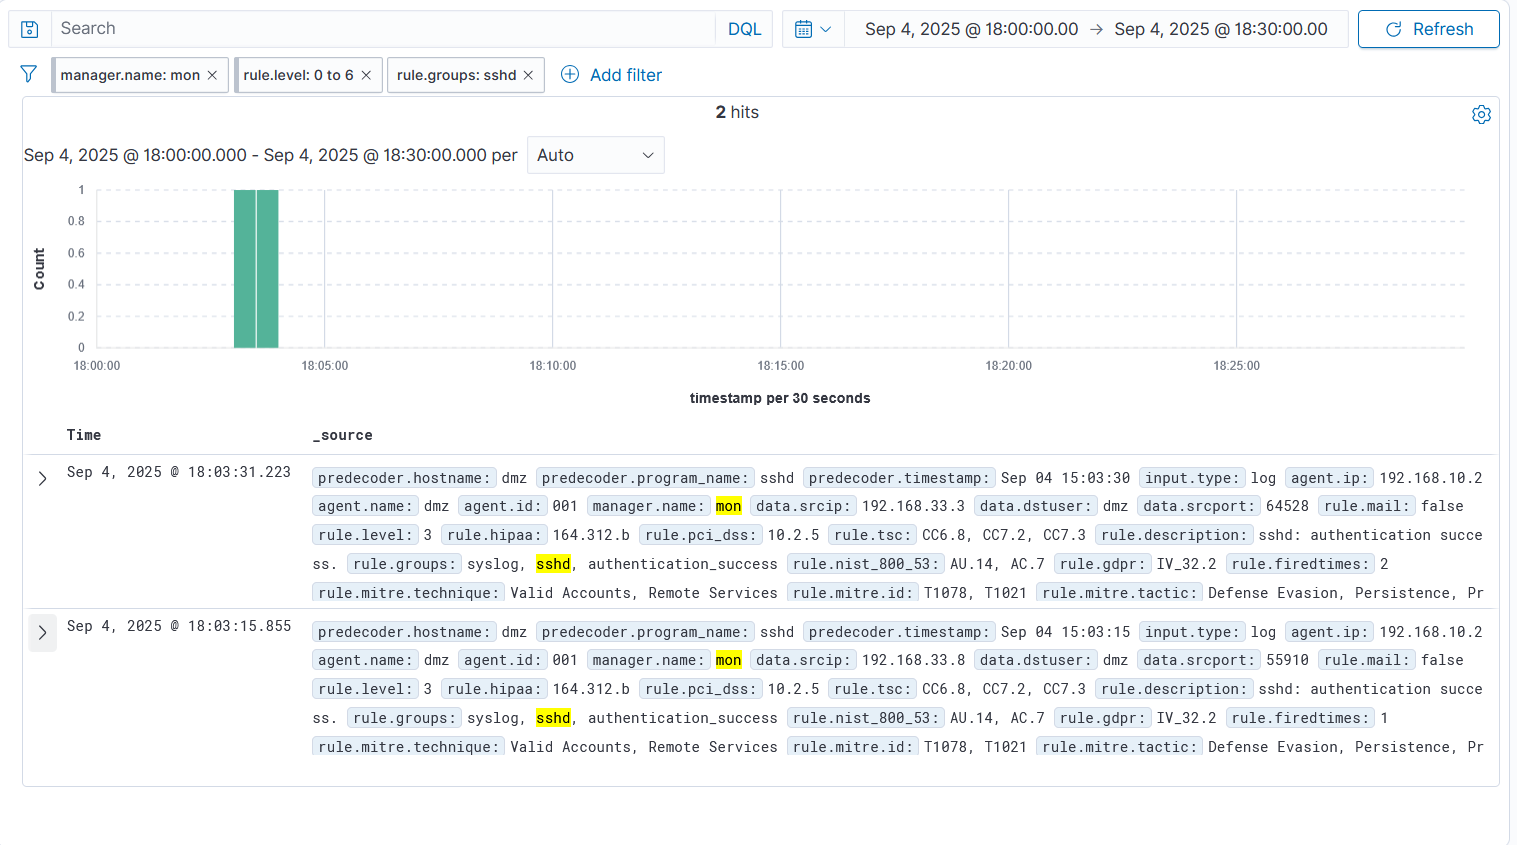 Search DQL Sep 4, 2025 @ 18:00:00.00 → Sep 4, 2025 @ 18:30:00.00 Refresh
manager.name: mon × rule.level: 0 to 6 × rule.groups: sshd × Add filter
2 hits
Sep 4, 2025 @ 18:00:00.000 - Sep 4, 2025 @ 18:30:00.000 per Auto
1
0.8
0.6
0.4
0.2
0
Count
18:00:00 18:05:00 18:10:00 18:15:00 18:20:00 18:25:00
timestamp per 30 seconds
Time _source
Sep 4, 2025 @ 18:03:31.223 predecoder.hostname: dmz predecoder.program_name: sshd predecoder.timestamp: Sep 04 15:03:30 input.type: log agent.ip: 192.168.10.2
agent.name: dmz agent.id: 001 manager.name: mon data.srcip: 192.168.33.3 data.dstuser: dmz data.srcport: 64528 rule.mail: false
rule.level: 3 rule.hipaa: 164.312.b rule.pci_dss: 10.2.5 rule.tsc: CC6.8, CC7.2, CC7.3 rule.description: sshd: authentication succe
ss. rule.groups: syslog, sshd, authentication_success rule.nist_800_53: AU.14, AC.7 rule.gdpr: IV_32.2 rule.firedtimes: 2
rule.mitre.technique: Valid Accounts, Remote Services rule.mitre.id: T1078, T1021 rule.mitre.tactic: Defense Evasion, Persistence, Pr
Sep 4, 2025 @ 18:03:15.855 predecoder.hostname: dmz predecoder.program_name: sshd predecoder.timestamp: Sep 04 15:03:15 input.type: log agent.ip: 192.168.10.2
agent.name: dmz agent.id: 001 manager.name: mon data.srcip: 192.168.33.8 data.dstuser: dmz data.srcport: 55910 rule.mail: false
rule.level: 3 rule.hipaa: 164.312.b rule.pci_dss: 10.2.5 rule.tsc: CC6.8, CC7.2, CC7.3 rule.description: sshd: authentication succe
ss. rule.groups: syslog, sshd, authentication_success rule.nist_800_53: AU.14, AC.7 rule.gdpr: IV_32.2 rule.firedtimes: 1
rule.mitre.technique: Valid Accounts, Remote Services rule.mitre.id: T1078, T1021 rule.mitre.tactic: Defense Evasion, Persistence, Pr